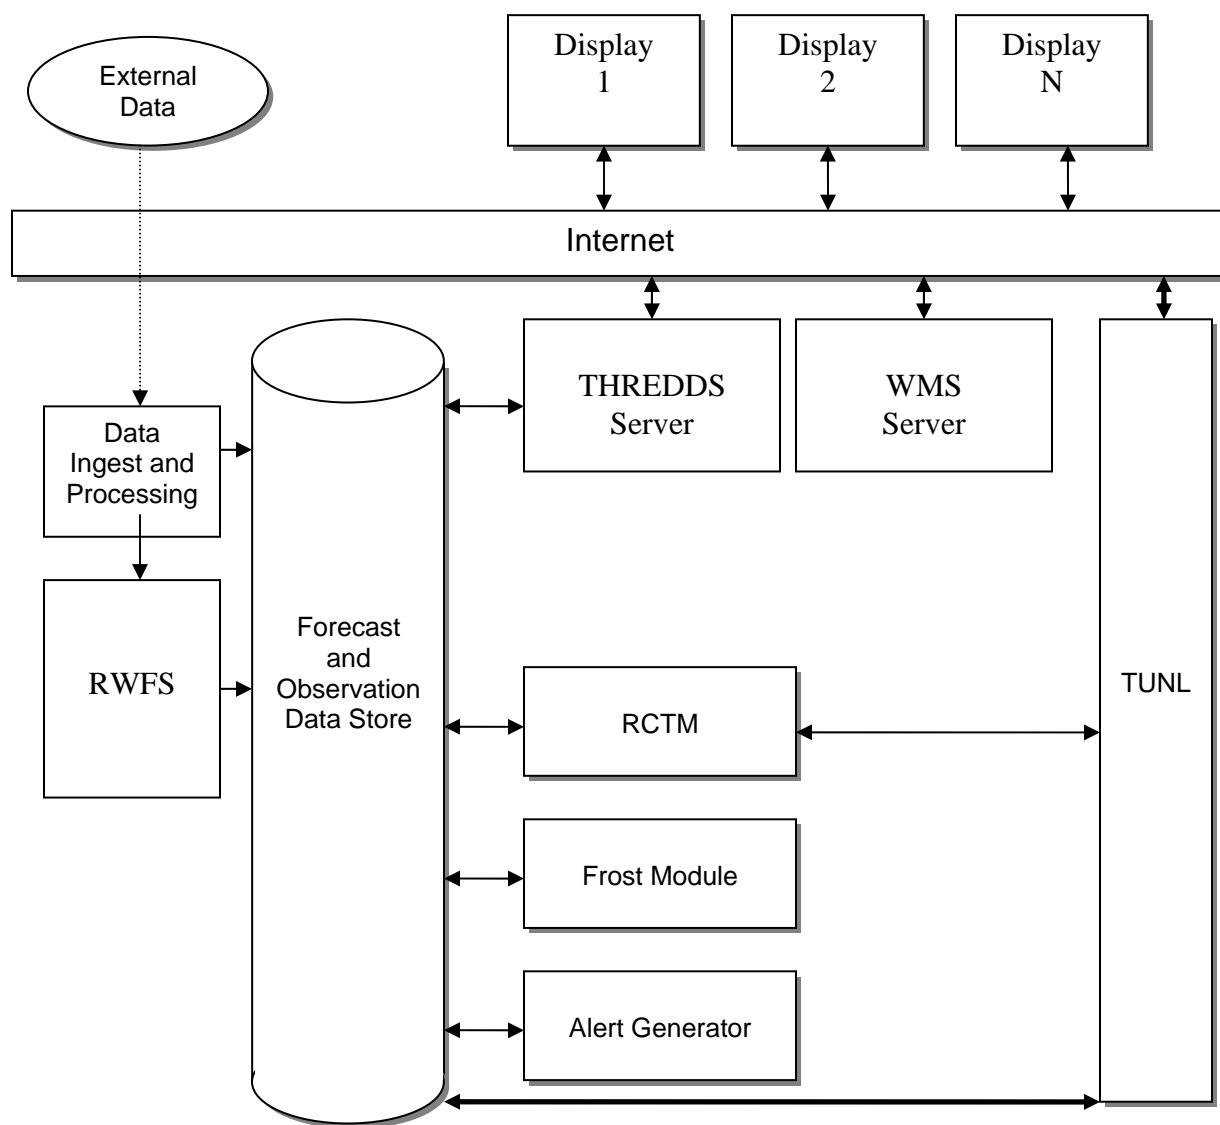 External
Data
Display
1
Display
2
Display
N
Internet
THREDDS
Server
WMS
Server
Data
Ingest and
Processing
RWFS
Forecast
and
Observation
Data Store
RCTM
TUNL
Frost Module
Alert Generator